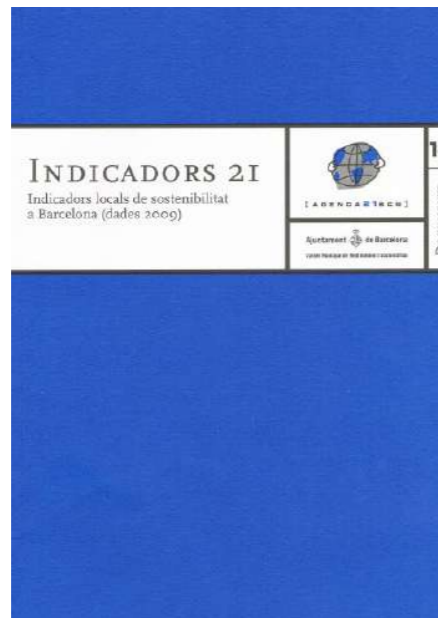 INDICADORS 21
Indicadors locals de sostenibilitat
a Barcelona (dades 2009)
[AGENDA21BCN]
Ajuntament de Barcelona